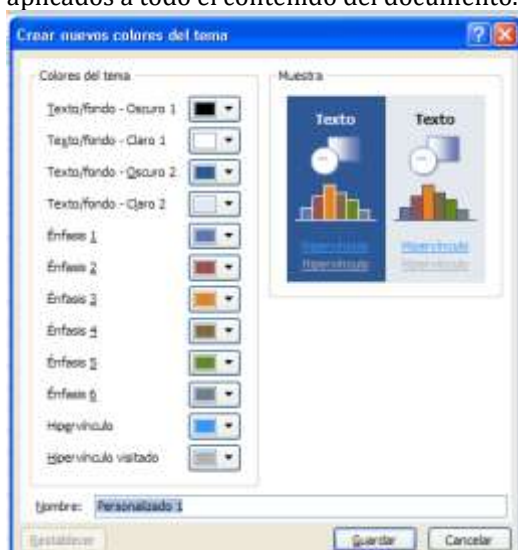 aplicados a todo el contenido del documento.
Crear nuevos colores del tema
Colores del tema
Muestra
Texto/fondo - Oscuro 1
Texto/fondo - Claro 1
Texto/fondo - Oscuro 2
Texto/fondo - Claro 2
Énfasis 1
Énfasis 2
Énfasis 3
Énfasis 4
Énfasis 5
Énfasis 6
Hipervínculo
Hipervínculo visitado
Texto Texto
Hipervínculo Hipervínculo
Hipervínculo Hipervínculo
Nombre: Personalizado 1
Restablecer Guardar Cancelar